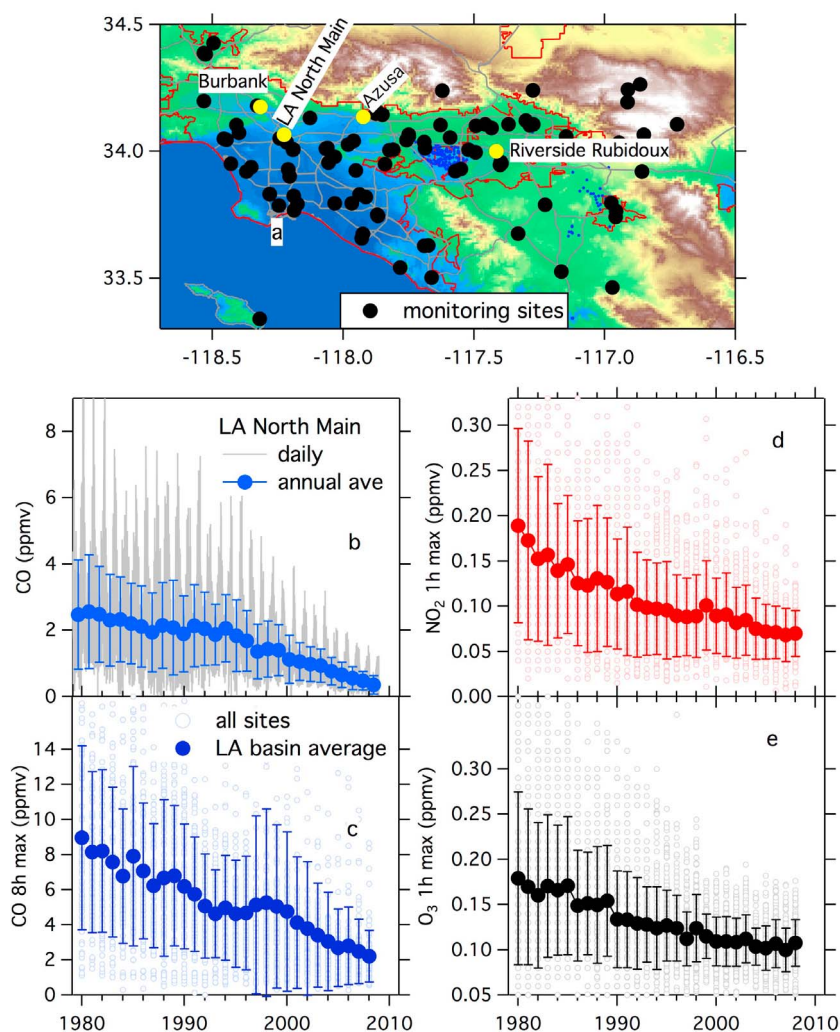 34.5
34.0
33.5
Burbank
LA North Main
Azusa
Riverside Rubidoux
a
monitoring sites
-118.5
-118.0
-117.5
-117.0
-116.5
8
6
4
2
0
CO (ppmv)
LA North Main
daily
annual ave
b
0.30
0.25
0.20
0.15
0.10
0.05
0.00
NO2 1h max (ppmv)
d
14
12
10
8
6
4
2
0
CO 8h max (ppmv)
all sites
LA basin average
c
1980
1990
2000
2010
0.30
0.25
0.20
0.15
0.10
0.05
O3 1h max (ppmv)
e
1980
1990
2000
2010